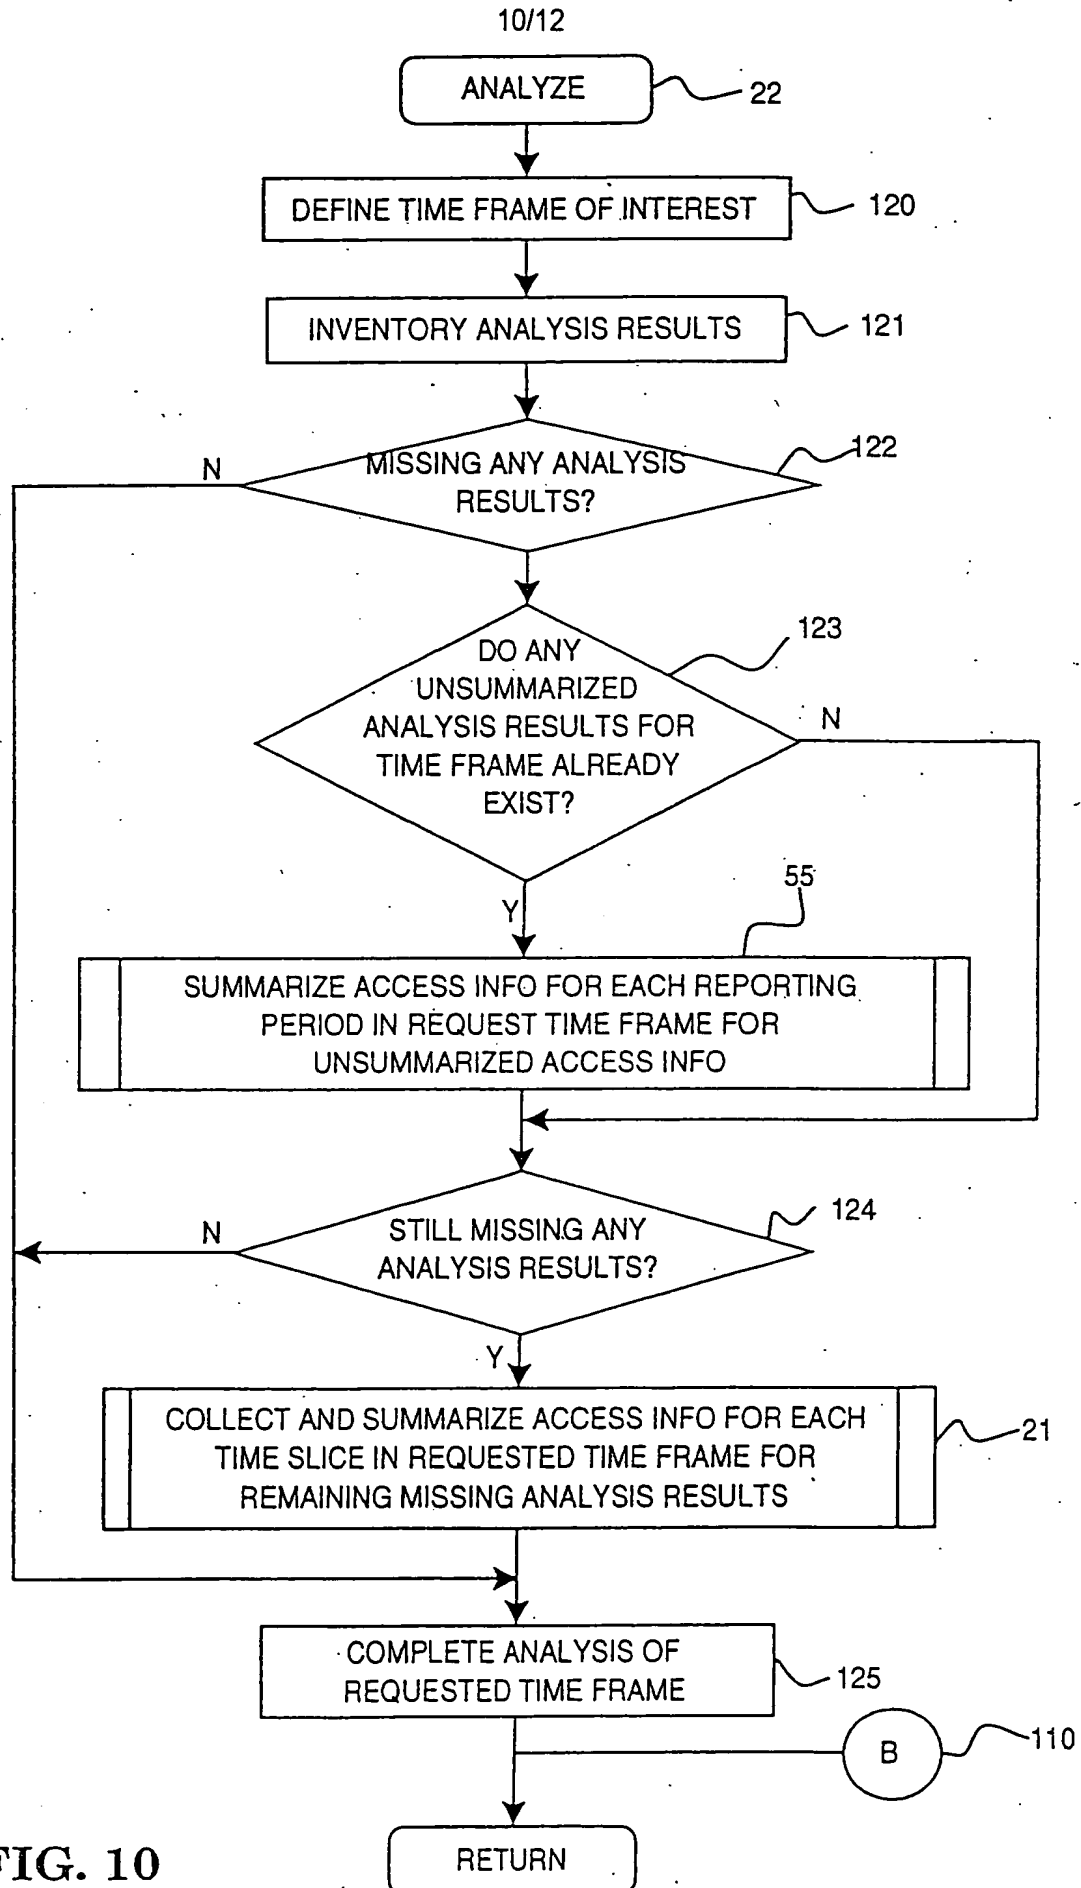 10/12
ANALYZE
22
DEFINE TIME FRAME OF INTEREST
120
INVENTORY ANALYSIS RESULTS
121
MISSING ANY ANALYSIS
RESULTS?
122
N
DO ANY
UNSUMMARIZED
ANALYSIS RESULTS FOR
TIME FRAME ALREADY
EXIST?
123
N
Y
55
SUMMARIZE ACCESS INFO FOR EACH REPORTING
PERIOD IN REQUEST TIME FRAME FOR
UNSUMMARIZED ACCESS INFO
STILL MISSING ANY
ANALYSIS RESULTS?
124
N
Y
COLLECT AND SUMMARIZE ACCESS INFO FOR EACH
TIME SLICE IN REQUESTED TIME FRAME FOR
REMAINING MISSING ANALYSIS RESULTS
21
COMPLETE ANALYSIS OF
REQUESTED TIME FRAME
125
B
110
RETURN
FIG. 10